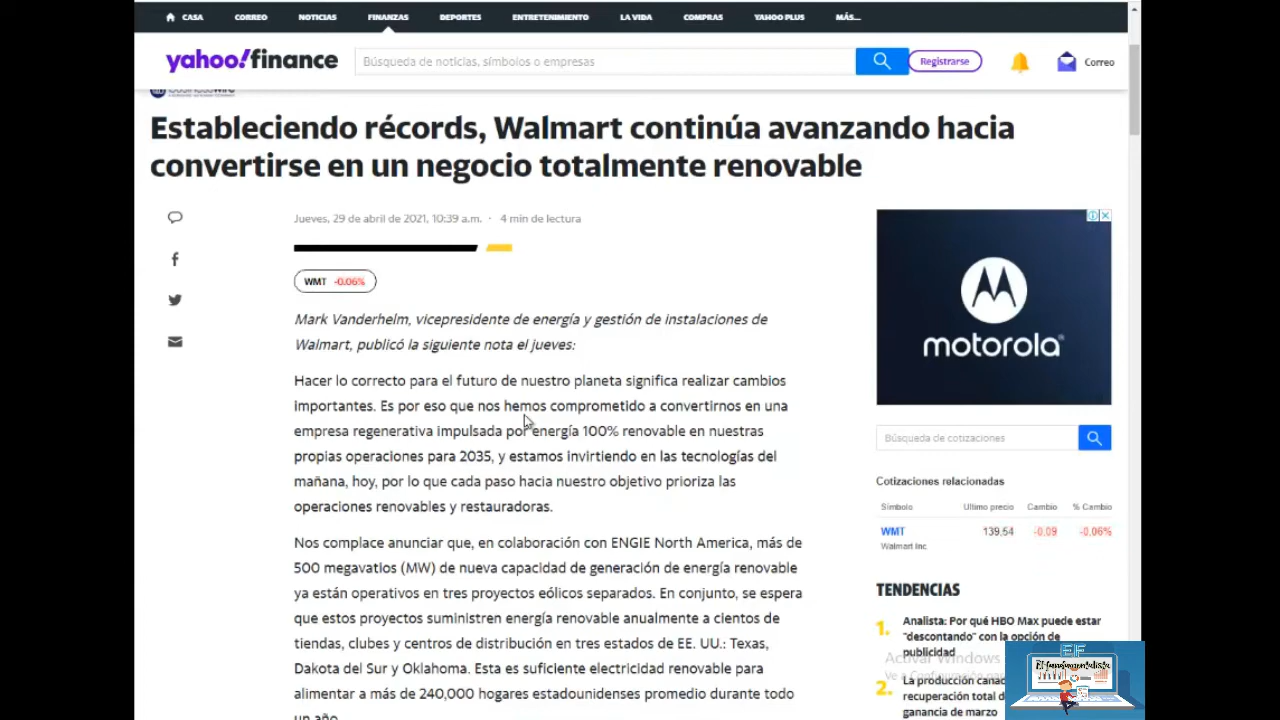 CASA CORREO NOTICIAS FINANZAS DEPORTES ENTRETENIMIENTO LA VIDA COMPRAS YAHOO PLUS MÁS...
yahoo!finance
Búsqueda de noticias, símbolos o empresas
Registrarse
Correo
Estableciendo récords, Walmart continúa avanzando hacia
convertirse en un negocio totalmente renovable
Jueves, 29 de abril de 2021, 10:39 a.m. · 4 min de lectura
WMT -0.06%
Mark Vanderhelm, vicepresidente de energía y gestión de instalaciones de
Walmart, publicó la siguiente nota el jueves:
Hacer lo correcto para el futuro de nuestro planeta significa realizar cambios
importantes. Es por eso que nos hemos comprometido a convertirnos en una
empresa regenerativa impulsada por energía 100% renovable en nuestras
propias operaciones para 2035, y estamos invirtiendo en las tecnologías del
mañana, hoy, por lo que cada paso hacia nuestro objetivo prioriza las
operaciones renovables y restauradoras.
Nos complace anunciar que, en colaboración con ENGIE North America, más de
500 megavatios (MW) de nueva capacidad de generación de energía renovable
ya están operativos en tres proyectos eólicos separados. En conjunto, se espera
que estos proyectos suministren energía renovable anualmente a cientos de
tiendas, clubes y centros de distribución en tres estados de EE. UU.: Texas,
Dakota del Sur y Oklahoma. Esta es suficiente electricidad renovable para
alimentar a más de 240,000 hogares estadounidenses promedio durante todo
un año.
motorola
Búsqueda de cotizaciones
Cotizaciones relacionadas
Símbolo Ultimo precio Cambio % Cambio
WMT 139,54 -0.09 -0,06%
Walmart Inc
TENDENCIAS
1. Analista: Por qué HBO Max puede estar
"descontando" con la opción de
publicidad
Activar Windows
2. La producción
recuperación total d
ganancia de marzo
EF
El fundamentalista